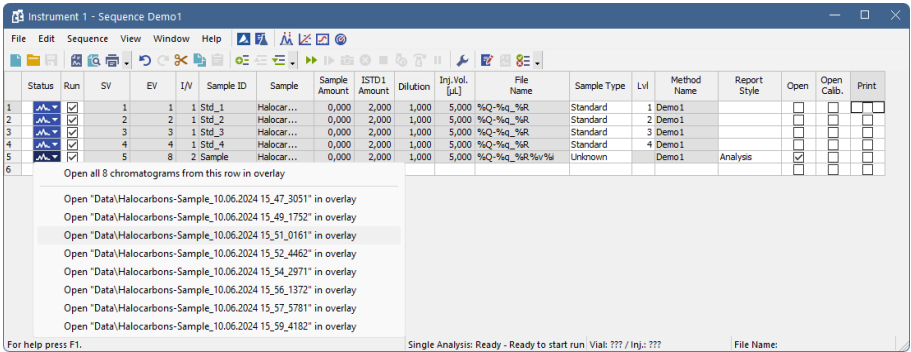 Instrument 1 - Sequence Demo1
File Edit Sequence View Window Help
Status Run SV EV I/V Sample ID Sample Sample Amount ISTD1 Amount Dilution Inj.Vol. [µL] File Name Sample Type Lvl Method Name Report Style Open Open Calib. Print
1 1 1 1 Std_1 Halocar... 0,000 2,000 1,000 5,000 %Q-%q_%R Standard 1 Demo1
2 2 2 1 Std_2 Halocar... 0,000 2,000 1,000 5,000 %Q-%q_%R Standard 2 Demo1
3 3 3 1 Std_3 Halocar... 0,000 2,000 1,000 5,000 %Q-%q_%R Standard 3 Demo1
4 4 4 1 Std_4 Halocar... 0,000 2,000 1,000 5,000 %Q-%q_%R Standard 4 Demo1
5 5 8 2 Sample Halocar... 0,000 2,000 1,000 5,000 %Q-%q_%R%v%i Unknown Demo1 Analysis
6
Open all 8 chromatograms from this row in overlay
Open "Data\Halocarbons-Sample_10.06.2024 15_47_3051" in overlay
Open "Data\Halocarbons-Sample_10.06.2024 15_49_1752" in overlay
Open "Data\Halocarbons-Sample_10.06.2024 15_51_0161" in overlay
Open "Data\Halocarbons-Sample_10.06.2024 15_52_4462" in overlay
Open "Data\Halocarbons-Sample_10.06.2024 15_54_2971" in overlay
Open "Data\Halocarbons-Sample_10.06.2024 15_56_1372" in overlay
Open "Data\Halocarbons-Sample_10.06.2024 15_57_5781" in overlay
Open "Data\Halocarbons-Sample_10.06.2024 15_59_4182" in overlay
For help press F1. Single Analysis: Ready - Ready to start run Vial: ??? / Inj.: ??? File Name: